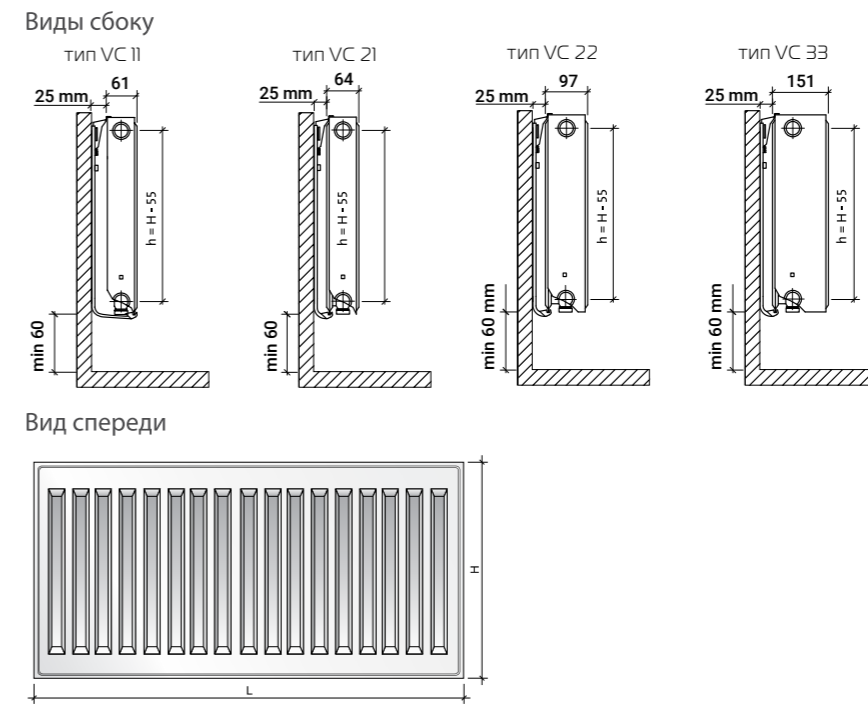 Виды сбоку
тип VC 11
тип VC 21
тип VC 22
тип VC 33
25 mm
61
25 mm
64
25 mm
97
25 mm
151
h = H - 55
h = H - 55
h = H - 55
h = H - 55
min 60
min 60
min 60 mm
min 60 mm
Вид спереди
H
L